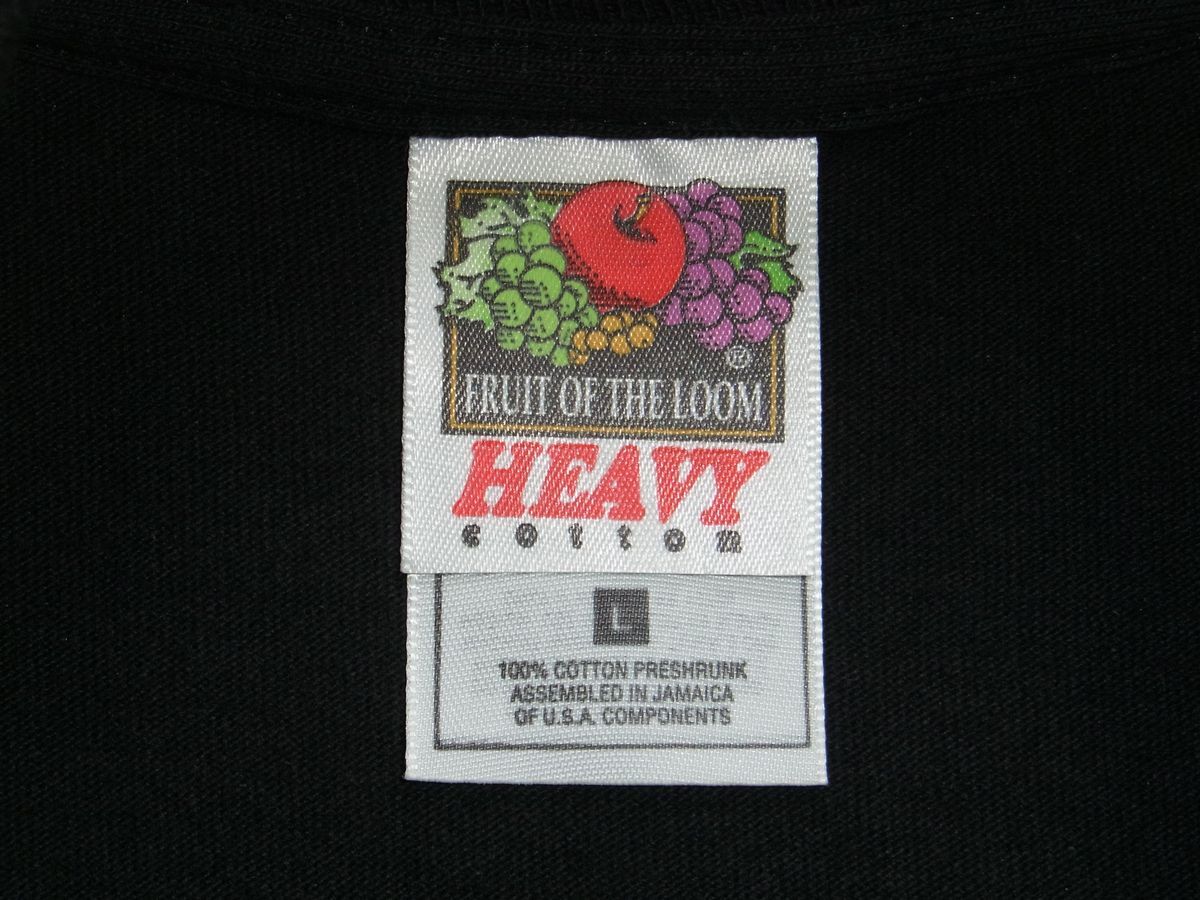 ®
FRUIT OF THE LOOM
HEAVY
cotton
L
100% COTTON PRESHRUNK
ASSEMBLED IN JAMAICA
OF U.S.A. COMPONENTS